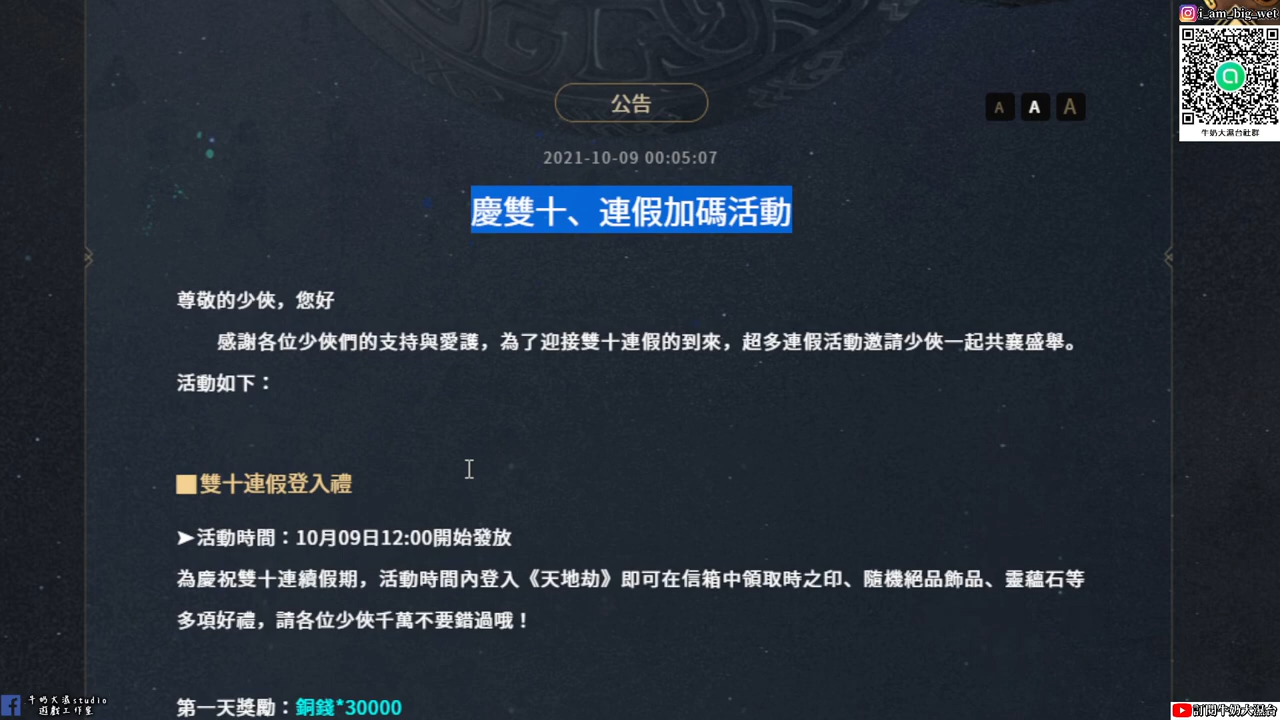 i_am_big_wet
牛奶大濕台社群
公告
A A A
2021-10-09 00:05:07
慶雙十、連假加碼活動
尊敬的少俠，您好
感謝各位少俠們的支持與愛護，為了迎接雙十連假的到來，超多連假活動邀請少俠一起共襄盛舉。
活動如下：
■雙十連假登入禮
➤活動時間：10月09日12:00開始發放
為慶祝雙十連續假期，活動時間內登入《天地劫》即可在信箱中領取時之印、隨機絕品飾品、靈蘊石等
多項好禮，請各位少俠千萬不要錯過哦！
第一天獎勵：銅錢*30000
牛奶大濕studio
遊戲工作室
訂閱牛奶大濕台